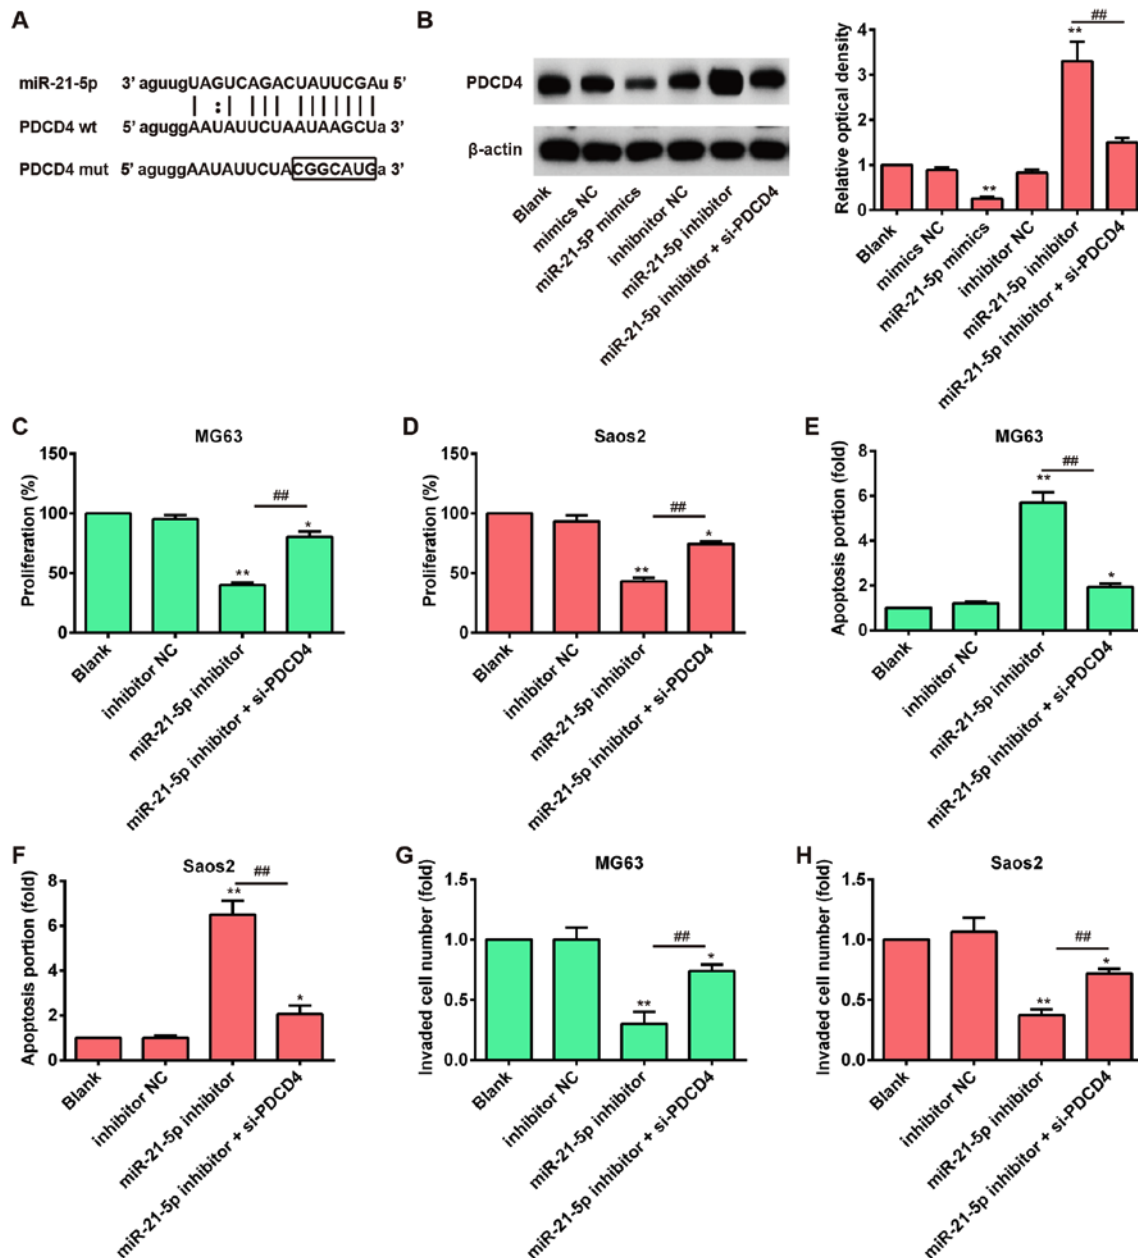 A
miR-21-5p 3’ aguugUAGUCAGACUAUUCGAu 5’
PDCD4 wt 5’ aguggAAUAUUCUAAUAAGCUa 3’
PDCD4 mut 5’ aguggAAUAUUCUACGGCAUGa 3’
B
PDCD4
β-actin
Blank
mimics NC
miR-21-5P mimics
inhibnitor NC
miR-21-5p inhibitor
miR-21-5p inhibitor + si-PDCD4
Relative optical density
4
3
2
1
0
**
**
##
Blank
mimics NC
miR-21-5p mimics
inhibitor NC
miR-21-5p inhibitor
miR-21-5p inhibitor + si-PDCD4
C
MG63
Proliferation (%)
150
100
50
0
**
##
*
Blank
inhibitor NC
miR-21-5p inhibitor
miR-21-5p inhibitor + si-PDCD4
D
Saos2
Proliferation (%)
150
100
50
0
**
##
*
Blank
inhibitor NC
miR-21-5p inhibitor
miR-21-5p inhibitor + si-PDCD4
E
MG63
Apoptosis portion (fold)
8
6
4
2
0
**
##
*
Blank
inhibitor NC
miR-21-5p inhibitor
miR-21-5p inhibitor + si-PDCD4
F
Saos2
Apoptosis portion (fold)
8
6
4
2
0
**
##
*
Blank
inhibitor NC
miR-21-5p inhibitor
miR-21-5p inhibitor + si-PDCD4
G
MG63
Invaded cell number (fold)
1.5
1.0
0.5
0.0
**
##
*
Blank
inhibitor NC
miR-21-5p inhibitor
miR-21-5p inhibitor + si-PDCD4
H
Saos2
Invaded cell number (fold)
1.5
1.0
0.5
0.0
**
##
*
Blank
inhibitor NC
miR-21-5p inhibitor
miR-21-5p inhibitor + si-PDCD4